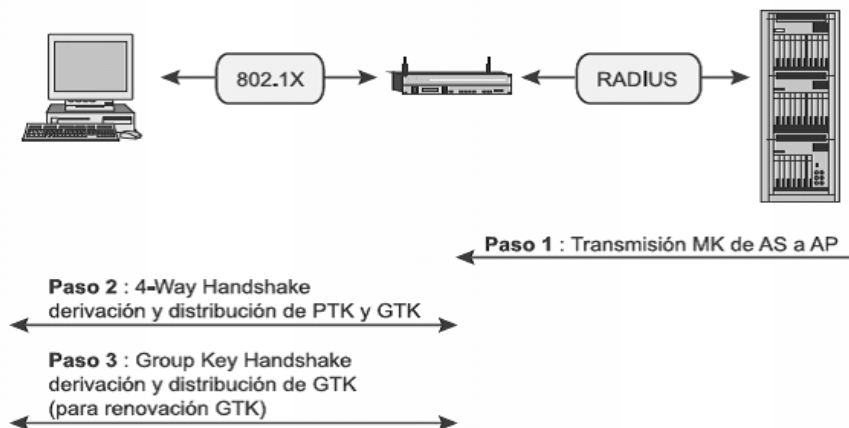 802.1X
RADIUS
Paso 1 : Transmisión MK de AS a AP
Paso 2 : 4-Way Handshake
derivación y distribución de PTK y GTK
Paso 3 : Group Key Handshake
derivación y distribución de GTK
(para renovación GTK)